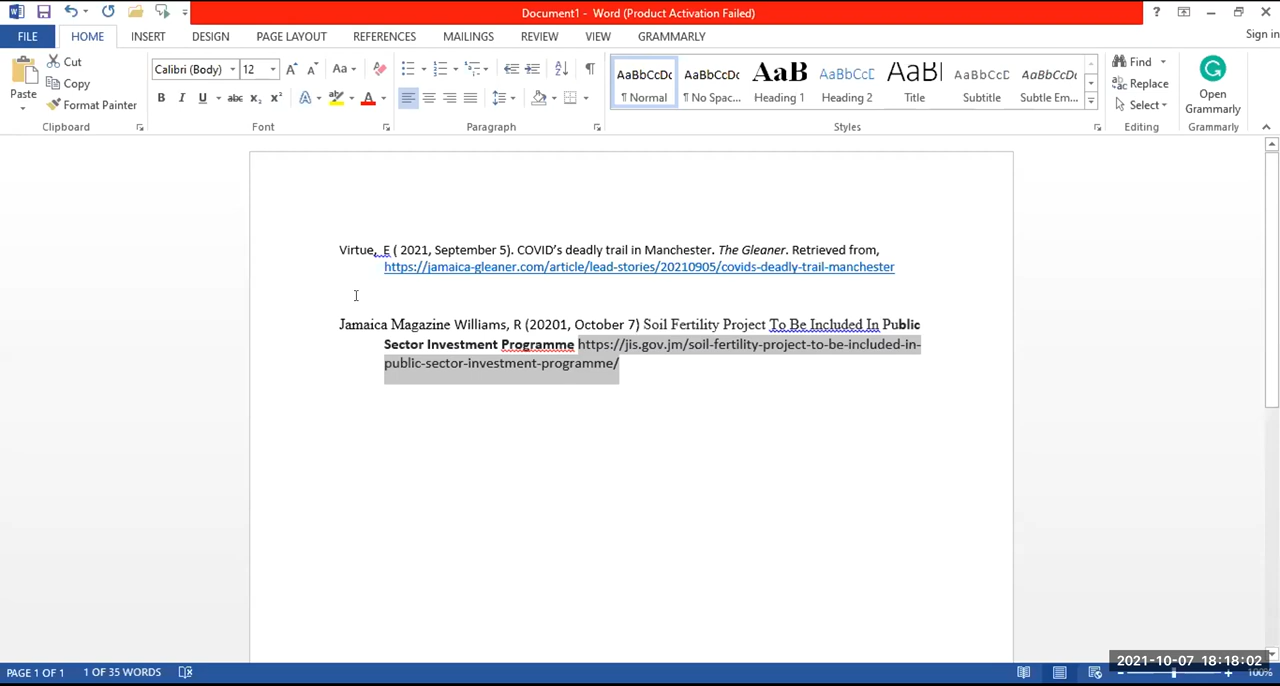 Document1 - Word (Product Activation Failed)
?
FILE HOME INSERT DESIGN PAGE LAYOUT REFERENCES MAILINGS REVIEW VIEW GRAMMARLY Sign in
Cut
Copy
Format Painter
Paste
Clipboard
Calibri (Body) 12
Font
Paragraph
AaBbCcDc AaBbCcDc AaB AaBbCcD AaBl AaBbCcD AaBbCcDc
¶ Normal ¶ No Spac... Heading 1 Heading 2 Title Subtitle Subtle Em...
Styles
Find
Replace
Select
Editing
Open
Grammarly
Grammarly
Virtue, E ( 2021, September 5). COVID’s deadly trail in Manchester. The Gleaner. Retrieved from,
https://jamaica-gleaner.com/article/lead-stories/20210905/covids-deadly-trail-manchester
Jamaica Magazine Williams, R (20201, October 7) Soil Fertility Project To Be Included In Public
Sector Investment Programme https://jis.gov.jm/soil-fertility-project-to-be-included-in-
public-sector-investment-programme/
PAGE 1 OF 1 1 OF 35 WORDS
2021-10-07 18:18:02
100%